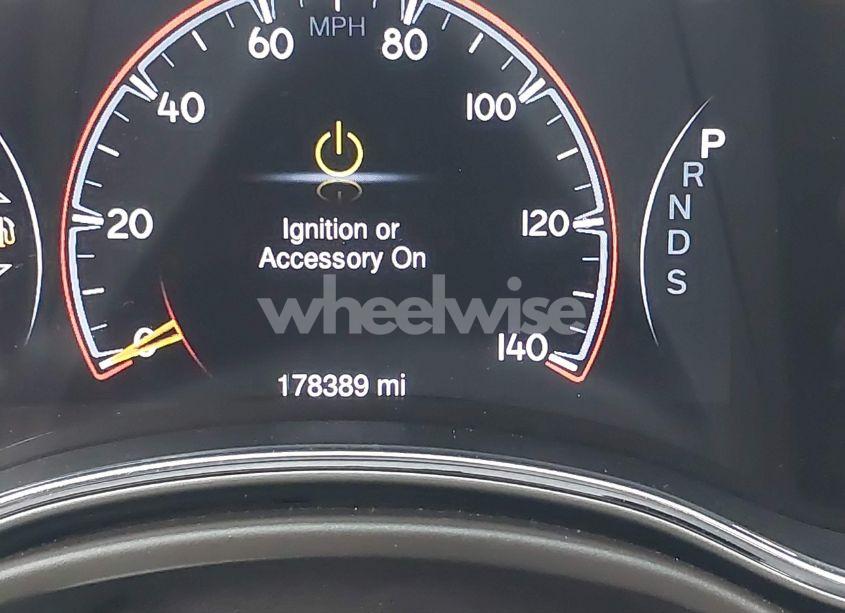 MPH
60
80
40
100
20
120
0
140
Ignition or
Accessory On
wheelwise.
178389 mi
P
R
N
D
S